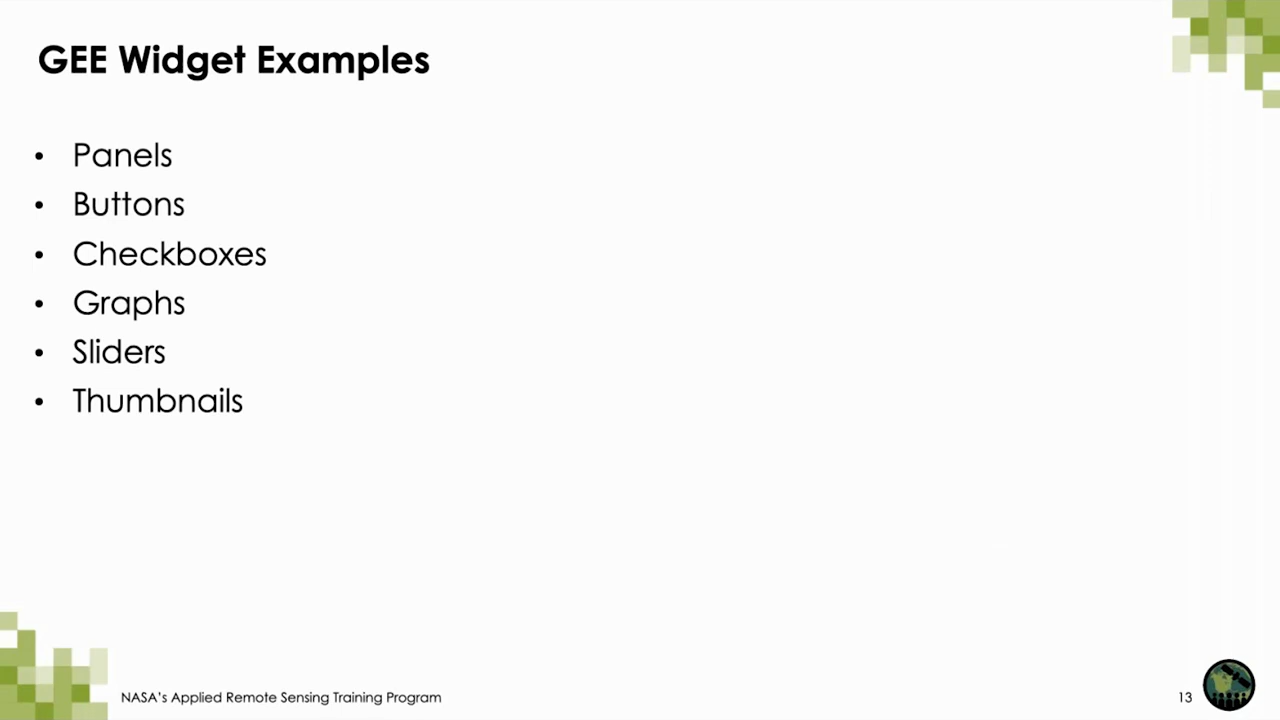 GEE Widget Examples
• Panels
• Buttons
• Checkboxes
• Graphs
• Sliders
• Thumbnails
NASA's Applied Remote Sensing Training Program
13